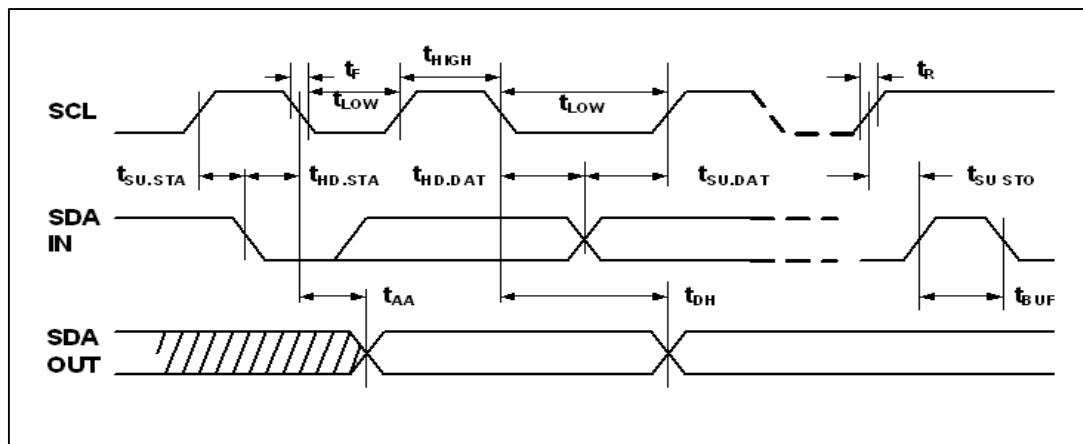 tF
tHIGH
tR
SCL
tLOW
tLOW
tSU.STA
tHD.STA
tHD.DAT
tSU.DAT
tSU STO
SDA
IN
tAA
tDH
tBUF
SDA
OUT